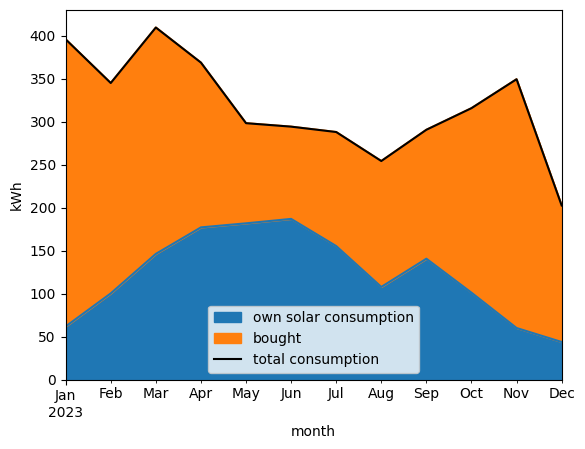 kWh
400
350
300
250
200
150
100
50
0
own solar consumption
bought
total consumption
Jan Feb Mar Apr May Jun Jul Aug Sep Oct Nov Dec
2023
month